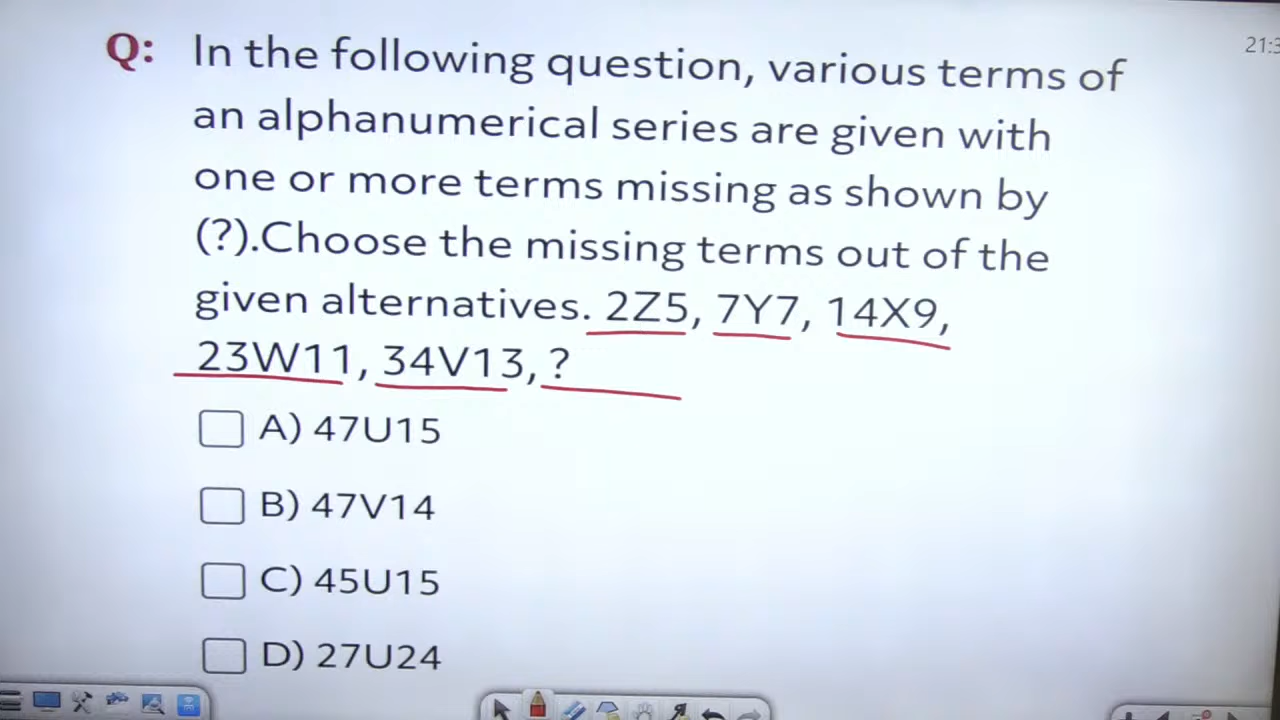 21:3
Q: In the following question, various terms of
an alphanumerical series are given with
one or more terms missing as shown by
(?).Choose the missing terms out of the
given alternatives. 2Z5, 7Y7, 14X9,
23W11, 34V13, ?
A) 47U15
B) 47V14
C) 45U15
D) 27U24